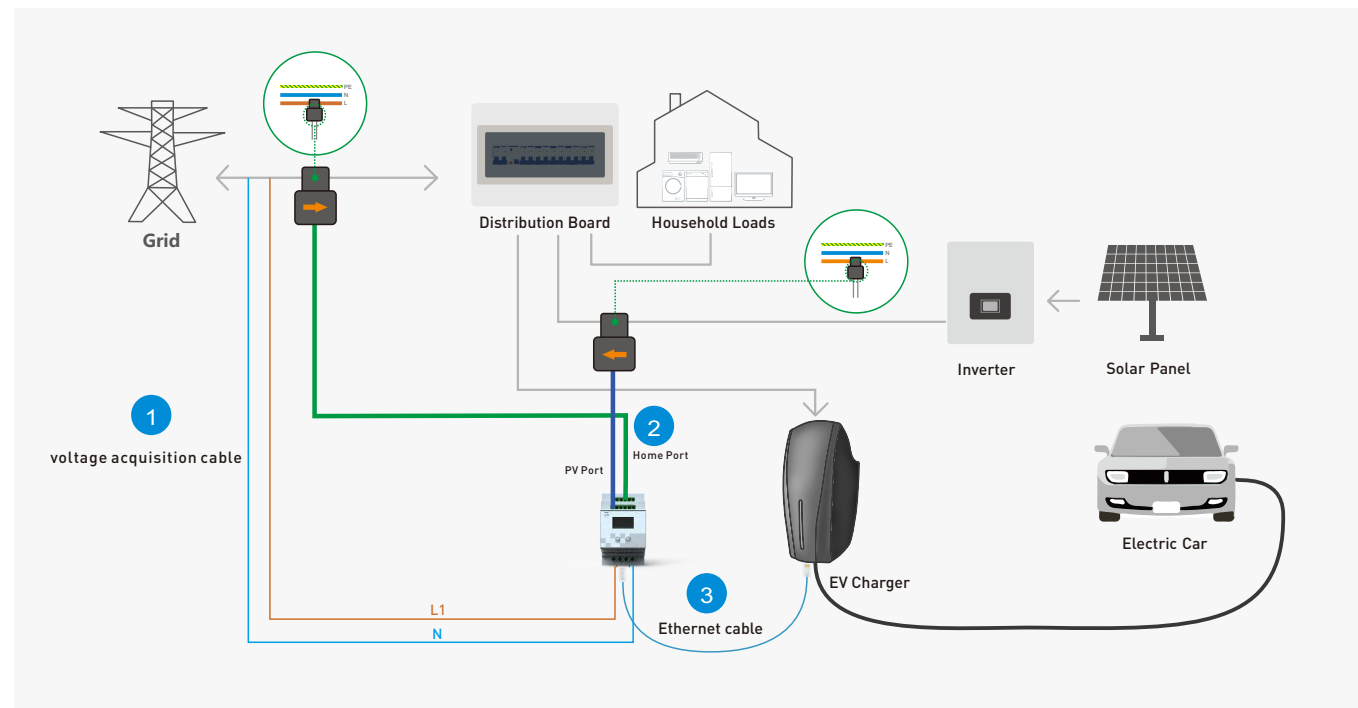 PE
N
L
Grid
Distribution Board
Household Loads
PE
N
L
Inverter
Solar Panel
1
voltage acquisition cable
2
Home Port
PV Port
Electric Car
EV Charger
3
Ethernet cable
L1
N